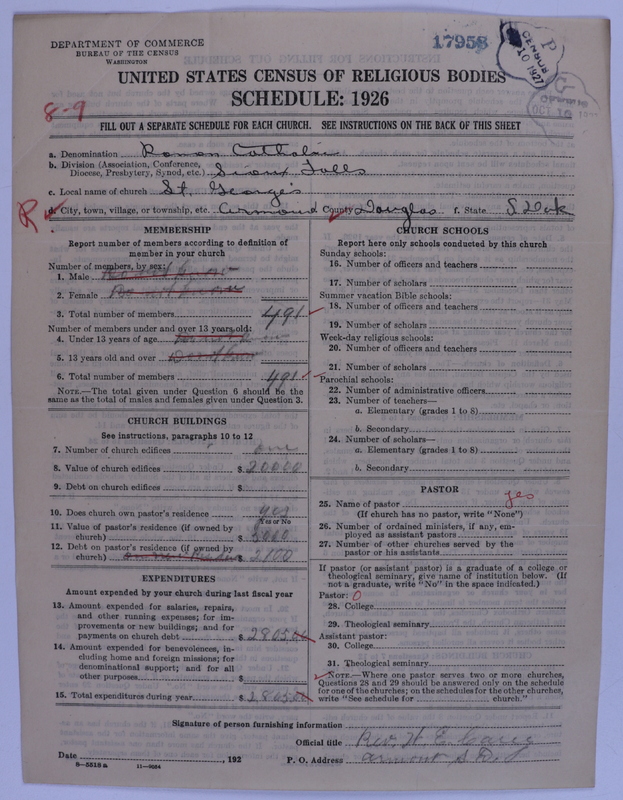 DEPARTMENT OF COMMERCE
BUREAU OF THE CENSUS
WASHINGTON
17958
CENSUS
10 1927
UNITED STATES CENSUS OF RELIGIOUS BODIES
SCHEDULE: 1926
8-9
FILL OUT A SEPARATE SCHEDULE FOR EACH CHURCH. SEE INSTRUCTIONS ON THE BACK OF THIS SHEET
a. Denomination Roman Catholic
b. Division (Association, Conference, Diocese, Presbytery, Synod, etc.) Sioux Falls
c. Local name of church St. George's
d. City, town, village, or township, etc. Armour County Douglas f. State S. Dak
MEMBERSHIP
Report number of members according to definition of member in your church
Number of members, by sex:
1. Male
2. Female
3. Total number of members 491
Number of members under and over 13 years old:
4. Under 13 years of age
5. 13 years old and over
6. Total number of members 491
NOTE.—The total given under Question 6 should be the same as the total of males and females given under Question 3.
CHURCH BUILDINGS
See instructions, paragraphs 10 to 12
7. Number of church edifices one
8. Value of church edifices $ 20000
9. Debt on church edifices $
10. Does church own pastor's residence yes
Yes or No
11. Value of pastor's residence (if owned by church) $ 5000
12. Debt on pastor's residence (if owned by church) $ 2100
EXPENDITURES
Amount expended by your church during last fiscal year
13. Amount expended for salaries, repairs, and other running expenses; for improvements or new buildings; and for payments on church debt $ 2805.00
14. Amount expended for benevolences, including home and foreign missions; for denominational support; and for all other purposes $
15. Total expenditures during year $ 2805.00
CHURCH SCHOOLS
Report here only schools conducted by this church
Sunday schools:
16. Number of officers and teachers
17. Number of scholars
Summer vacation Bible schools:
18. Number of officers and teachers
19. Number of scholars
Week-day religious schools:
20. Number of officers and teachers
21. Number of scholars
Parochial schools:
22. Number of administrative officers
23. Number of teachers—
a. Elementary (grades 1 to 8)
b. Secondary
24. Number of scholars—
a. Elementary (grades 1 to 8)
b. Secondary
PASTOR
25. Name of pastor yes
(If church has no pastor, write "None")
26. Number of ordained ministers, if any, employed as assistant pastors
27. Number of other churches served by the pastor or his assistants
If pastor (or assistant pastor) is a graduate of a college or theological seminary, give name of institution below. (If not a graduate, write "No" in the space indicated.)
Pastor: 0
28. College
29. Theological seminary
Assistant pastor:
30. College
31. Theological seminary
NOTE.—Where one pastor serves two or more churches, Questions 28 and 29 should be answered only on the schedule for one of the churches; on the schedules for the other churches, write "See schedule for church."
Signature of person furnishing information
Official title Rev. H. E.
Date , 192 P. O. Address Armour S.D.
8-5518 a 11-9684